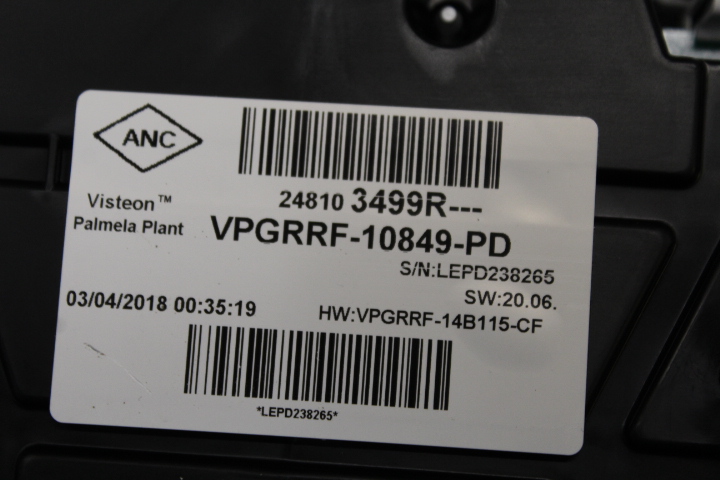 ANC
24810 3499R---
Visteon™
Palmela Plant
VPGRRF-10849-PD
S/N:LEPD238265
SW:20.06.
03/04/2018 00:35:19
HW:VPGRRF-14B115-CF
*LEPD238265*